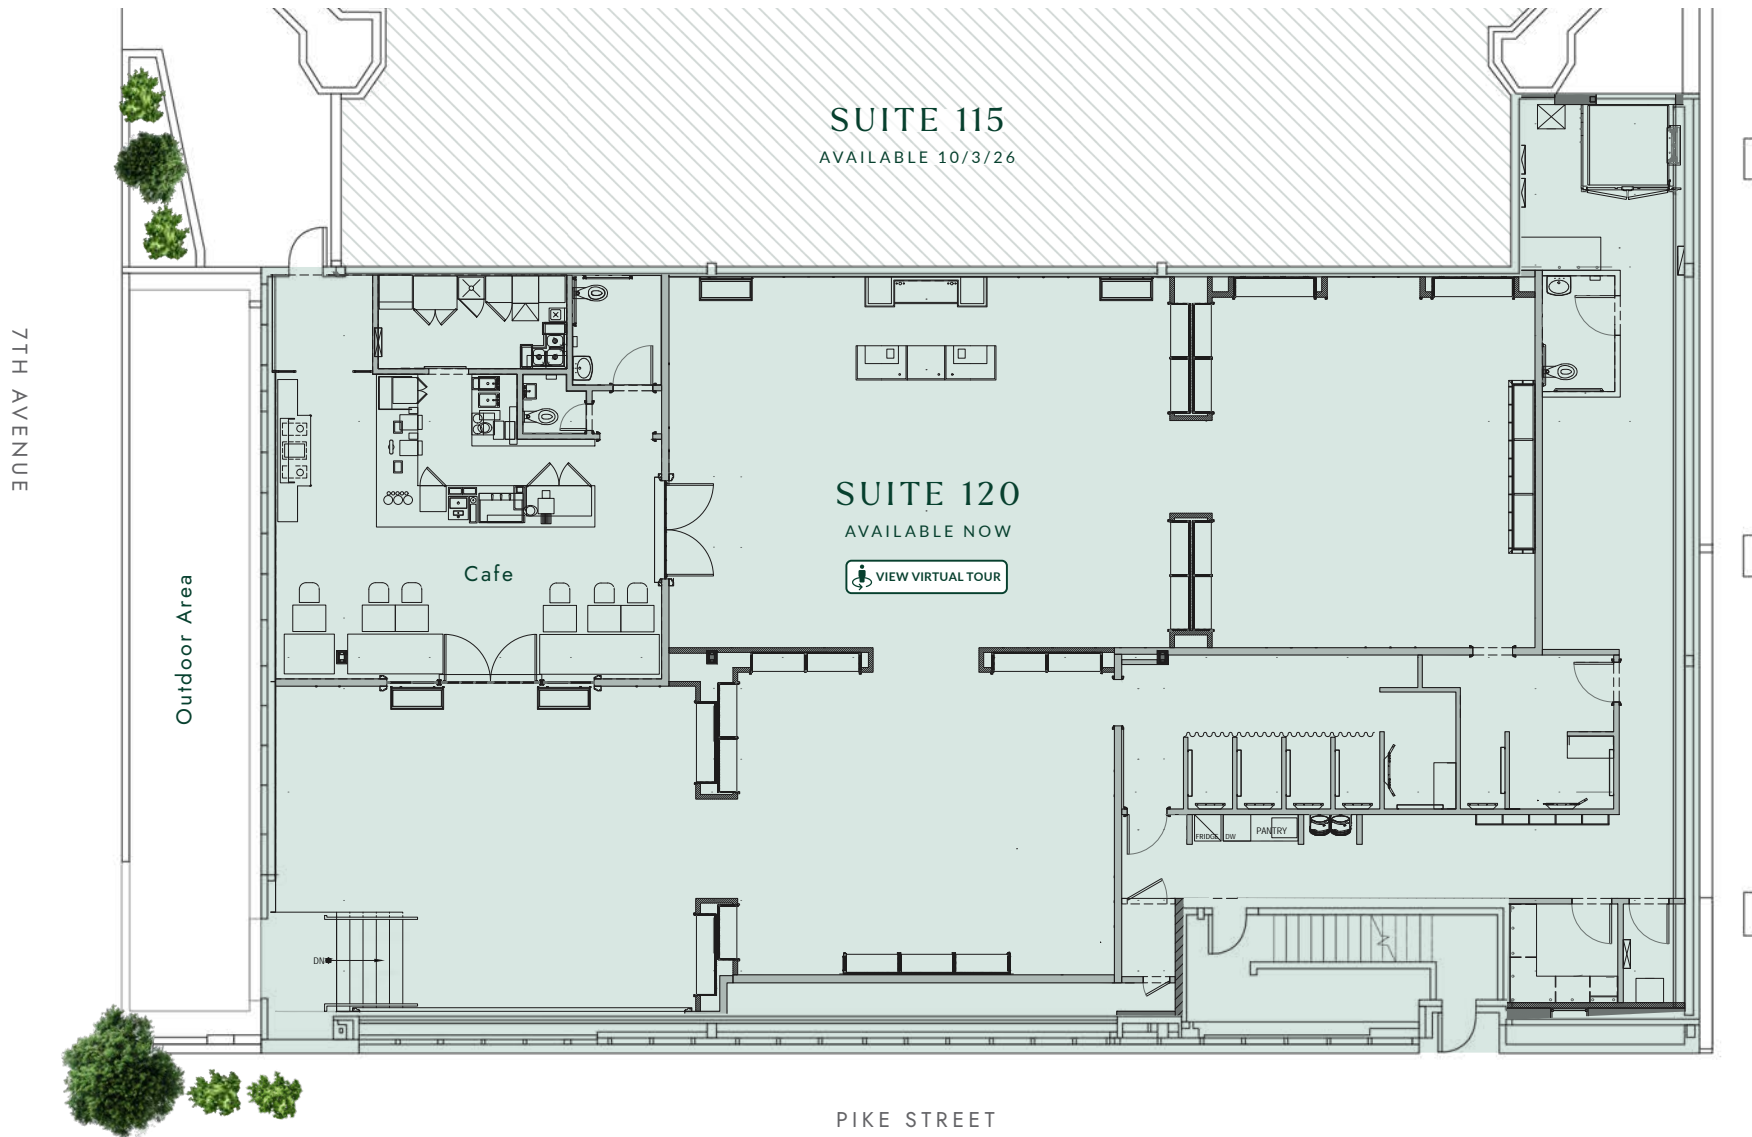 SUITE 115
AVAILABLE 10/3/26
7TH AVENUE
SUITE 120
AVAILABLE NOW
VIEW VIRTUAL TOUR
Cafe
Outdoor Area
FRIDGE
DW
PANTRY
DN
PIKE STREET